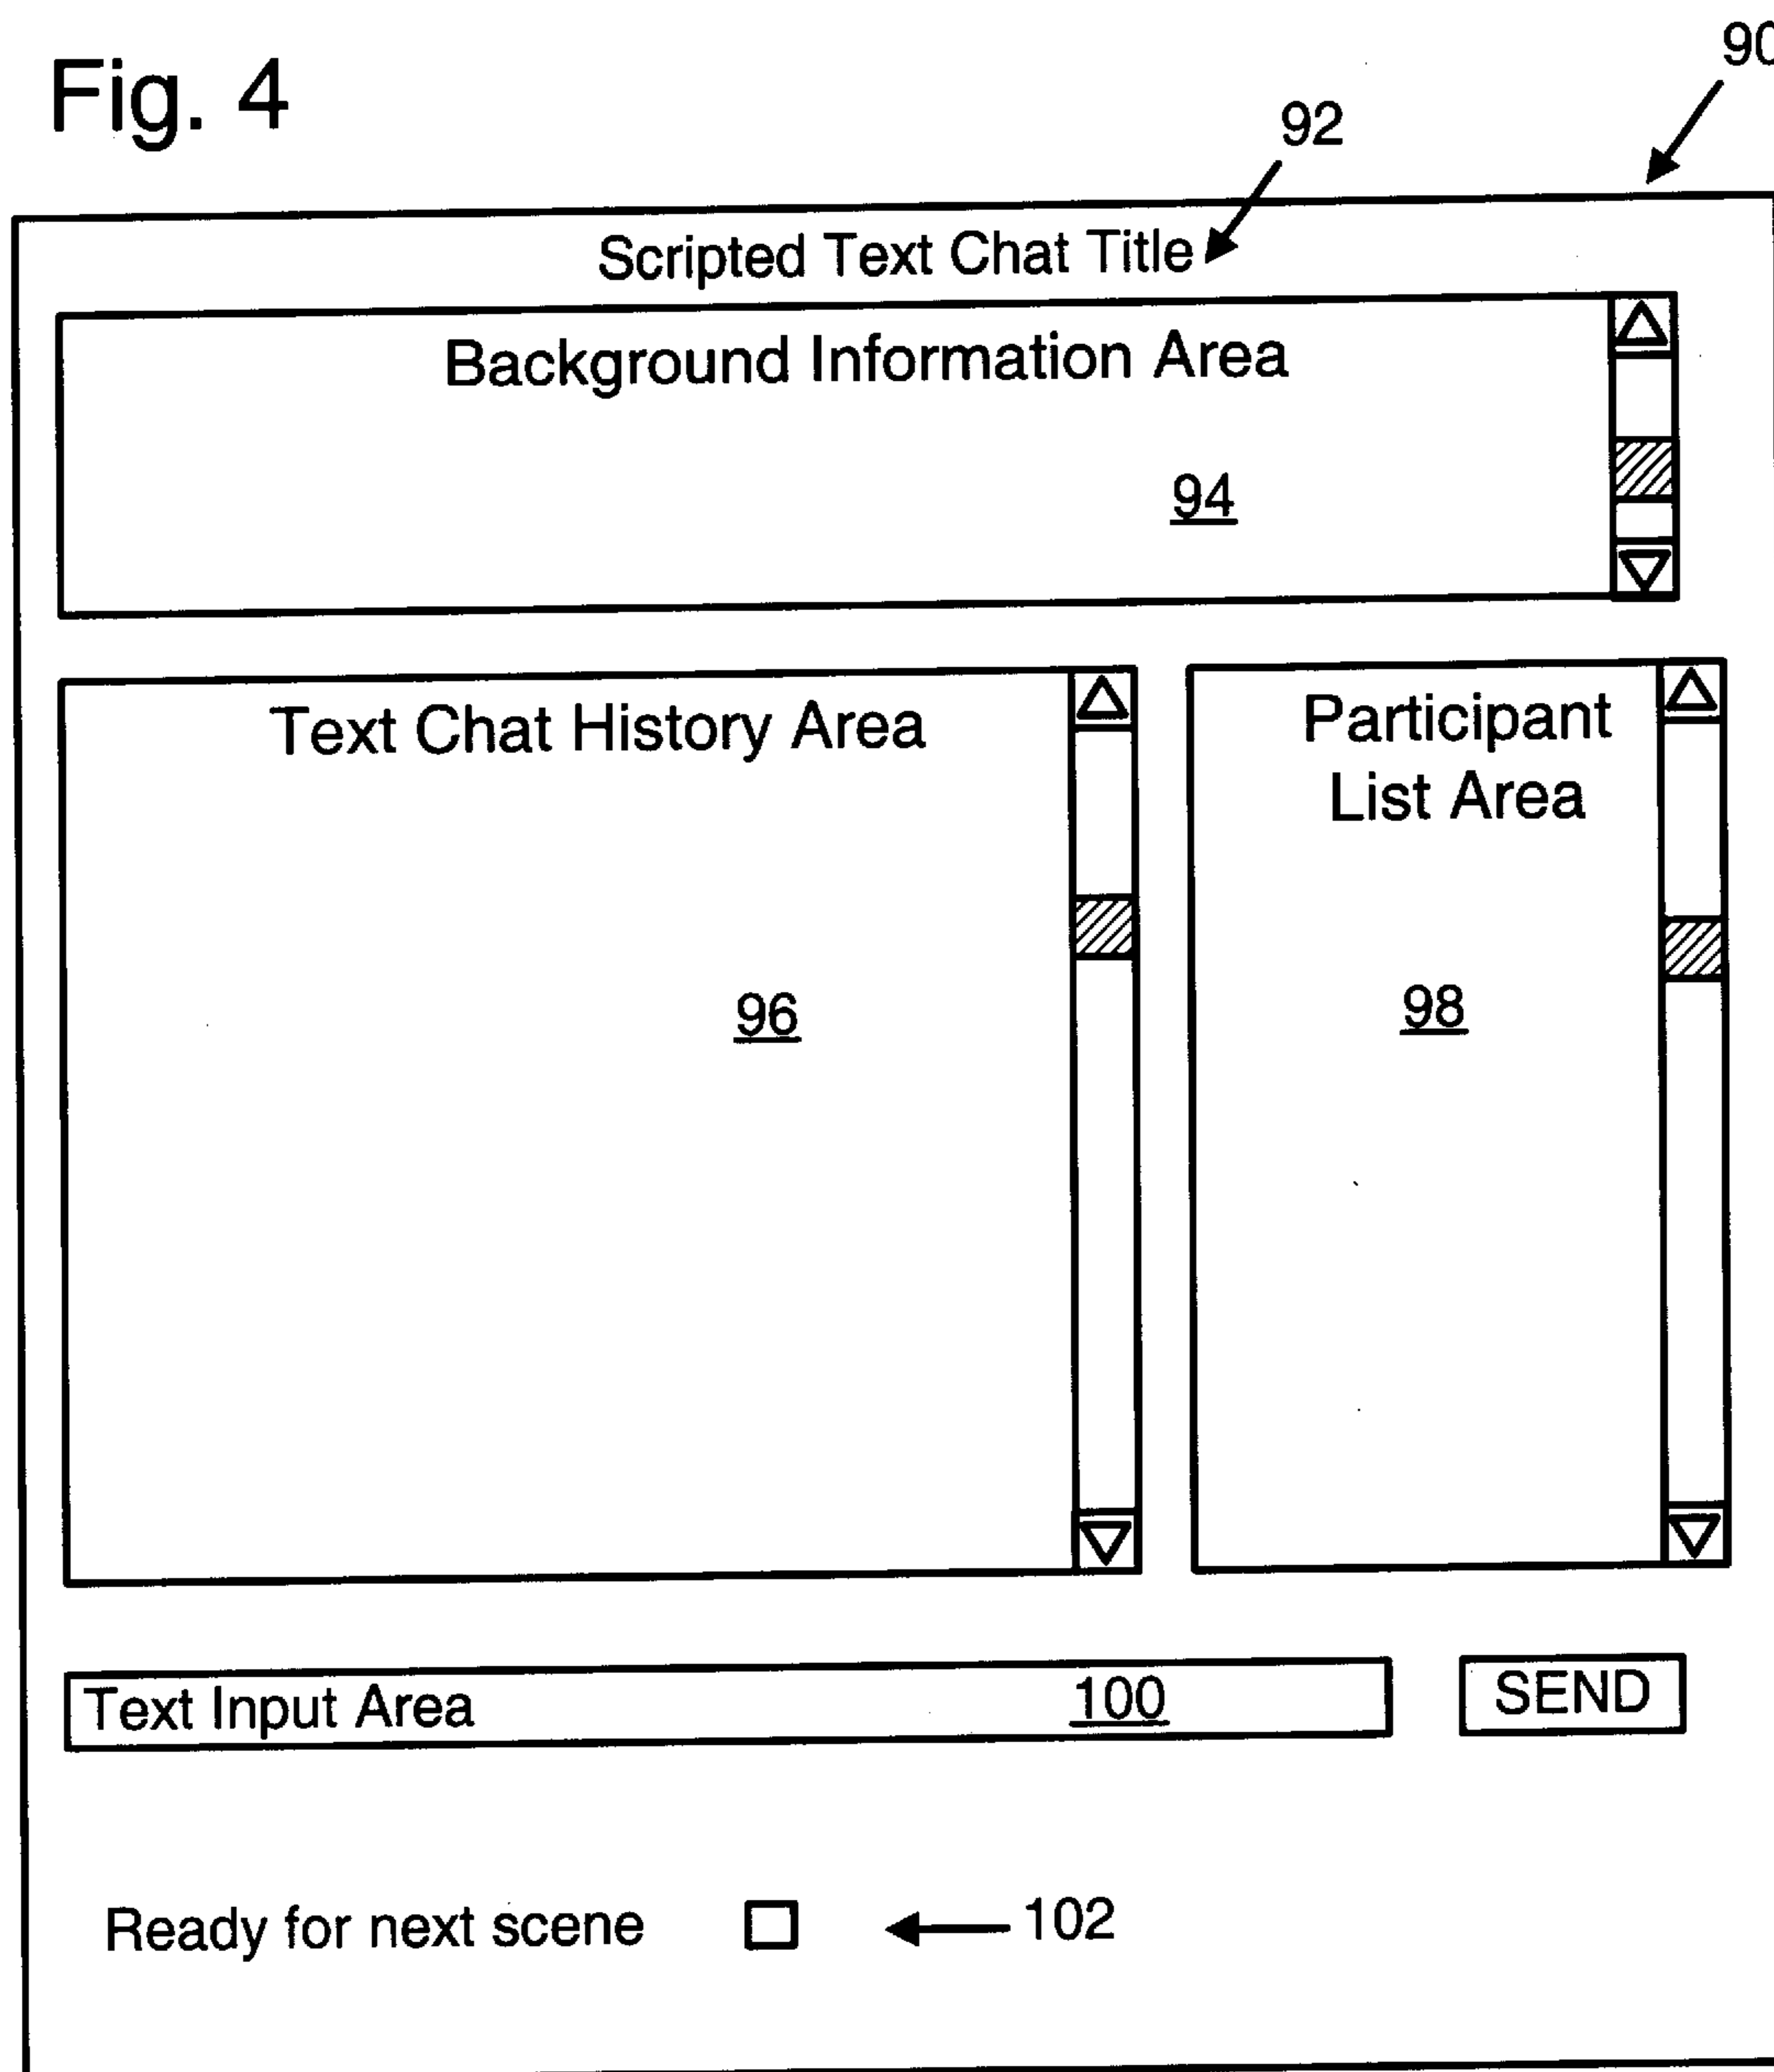 Fig. 4
90
92
Scripted Text Chat Title
Background Information Area
94
Text Chat History Area
Participant
List Area
96
98
Text Input Area 100 SEND
Ready for next scene 102